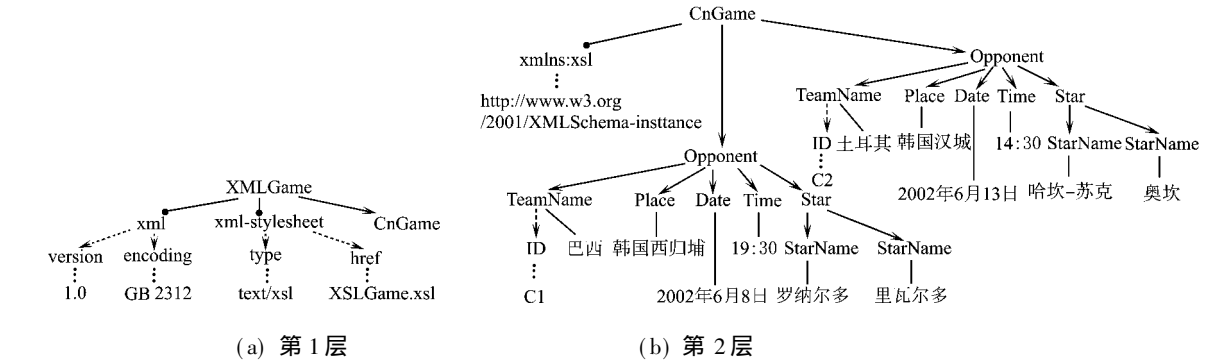 CnGame
xmlns:xsl
http://www.w3.org
/2001/XMLSchema-insttance
Opponent
TeamName Place Date Time Star
ID 土耳其 韩国汉城 14:30 StarName StarName
C2
2002年6月13日 哈坎-苏克 奥坎
Opponent
TeamName Place Date Time Star
ID 巴西 韩国西归埔 19:30 StarName StarName
C1 2002年6月8日 罗纳尔多 里瓦尔多
XMLGame
xml xml-stylesheet CnGame
version encoding type href
1.0 GB 2312 text/xsl XSLGame.xsl
(a) 第1层 (b) 第2层